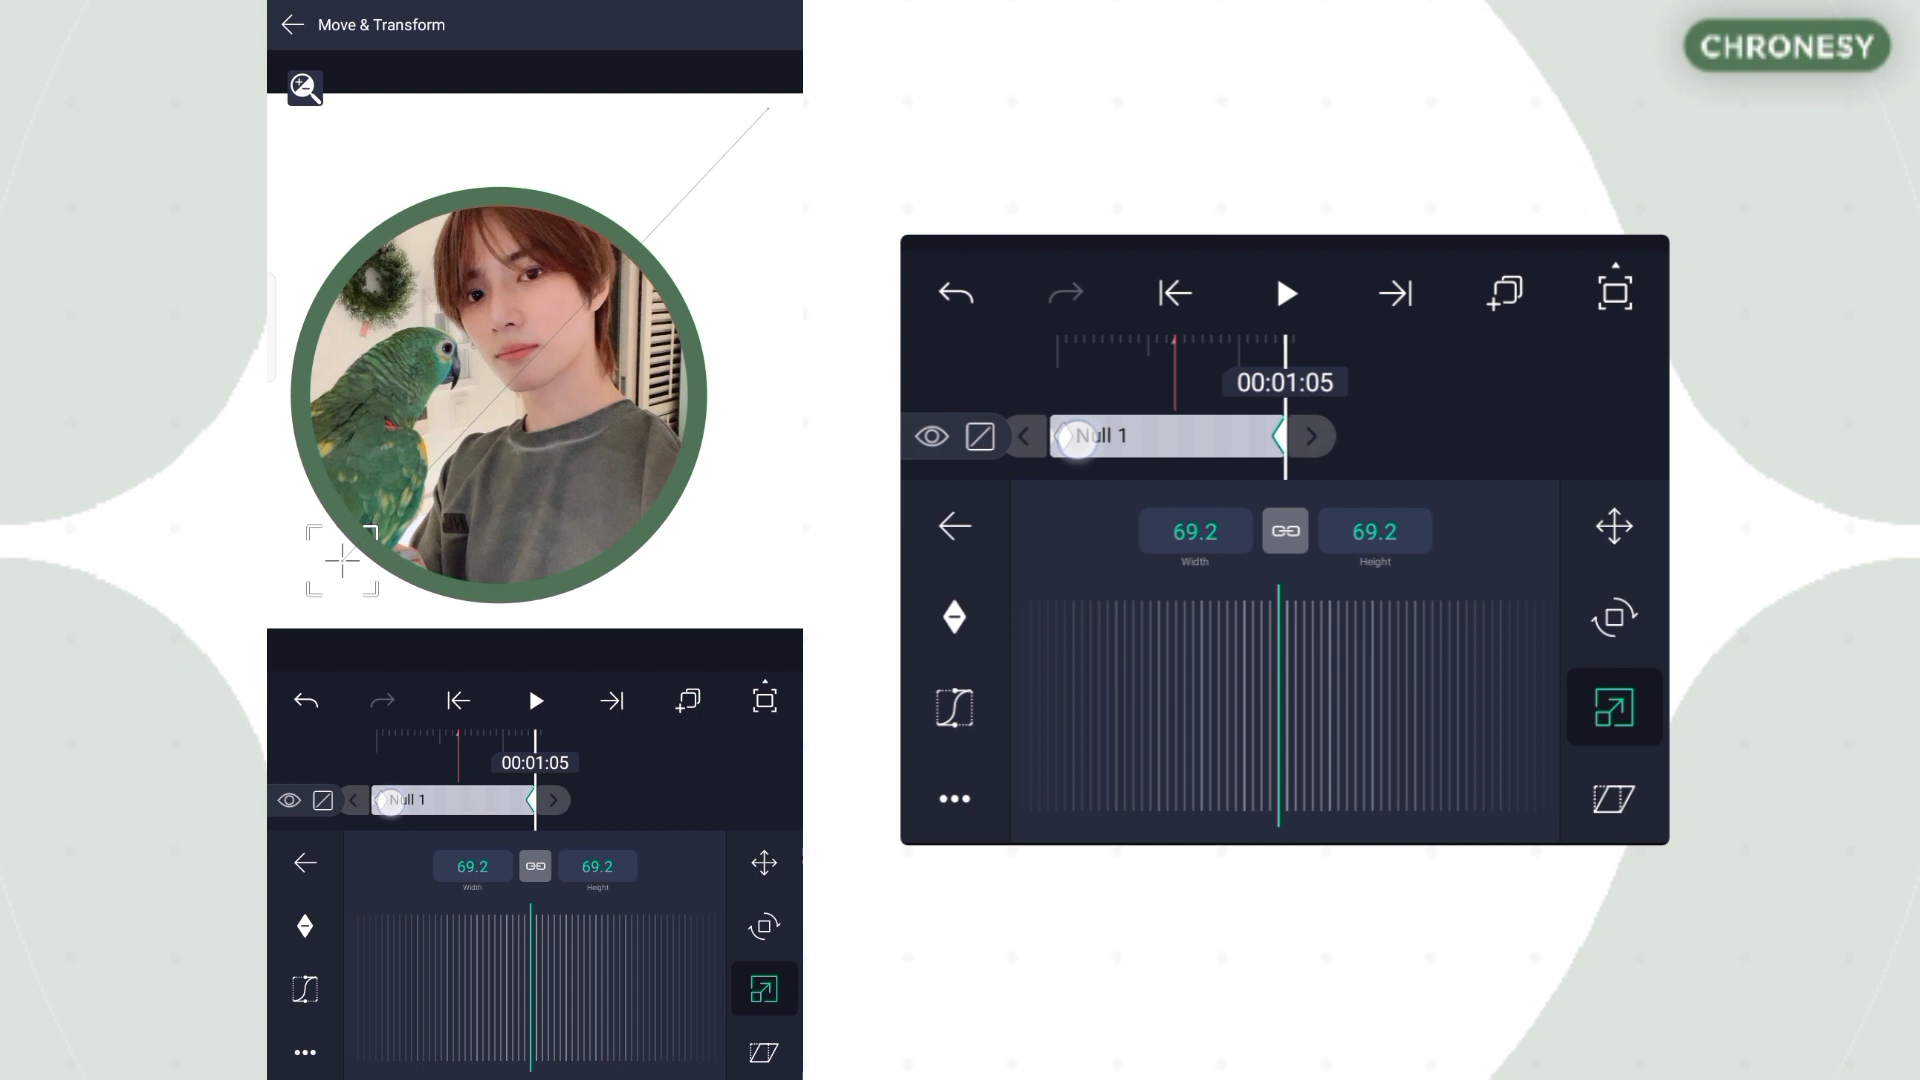 Move & Transform
CHRONESY
00:01:05
Null 1
69.2
69.2
Width
Height
00:01:05
Null 1
69.2
69.2
Width
Height